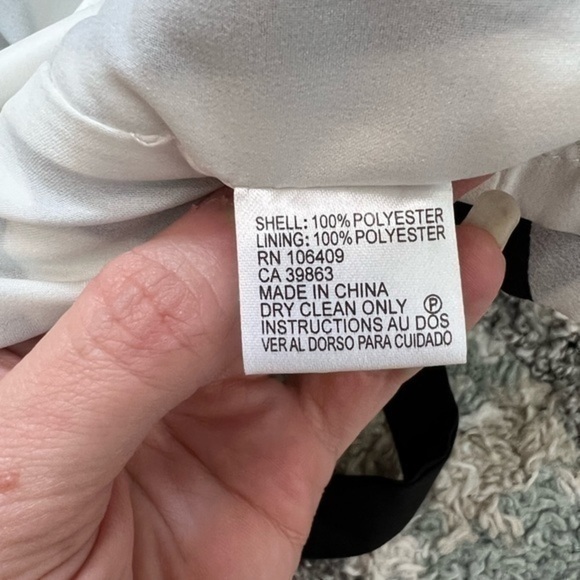 SHELL: 100% POLYESTER
LINING: 100% POLYESTER
RN 106409
CA 39863
MADE IN CHINA
DRY CLEAN ONLY Ⓟ
INSTRUCTIONS AU DOS
VER AL DORSO PARA CUIDADO